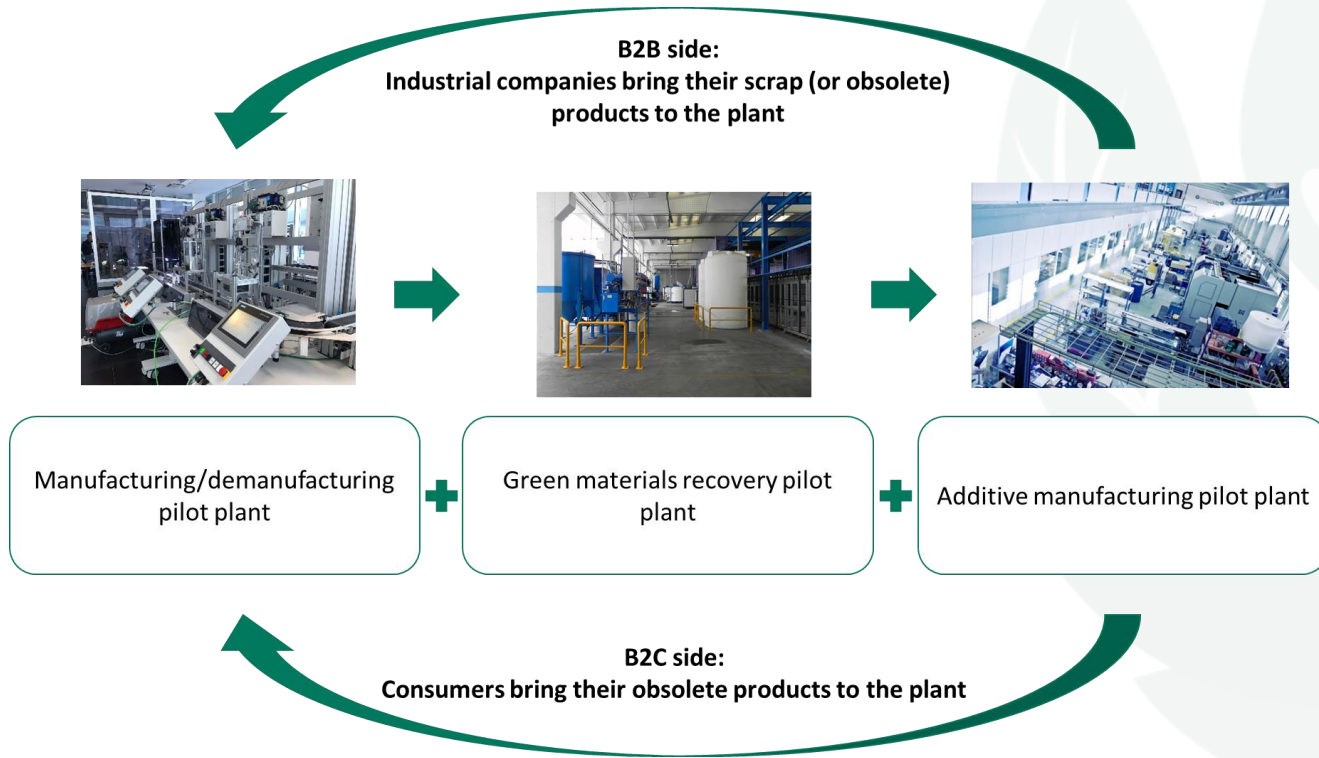 B2B side:
Industrial companies bring their scrap (or obsolete)
products to the plant
Manufacturing/demanufacturing
pilot plant
Green materials recovery pilot
plant
Additive manufacturing pilot plant
B2C side:
Consumers bring their obsolete products to the plant